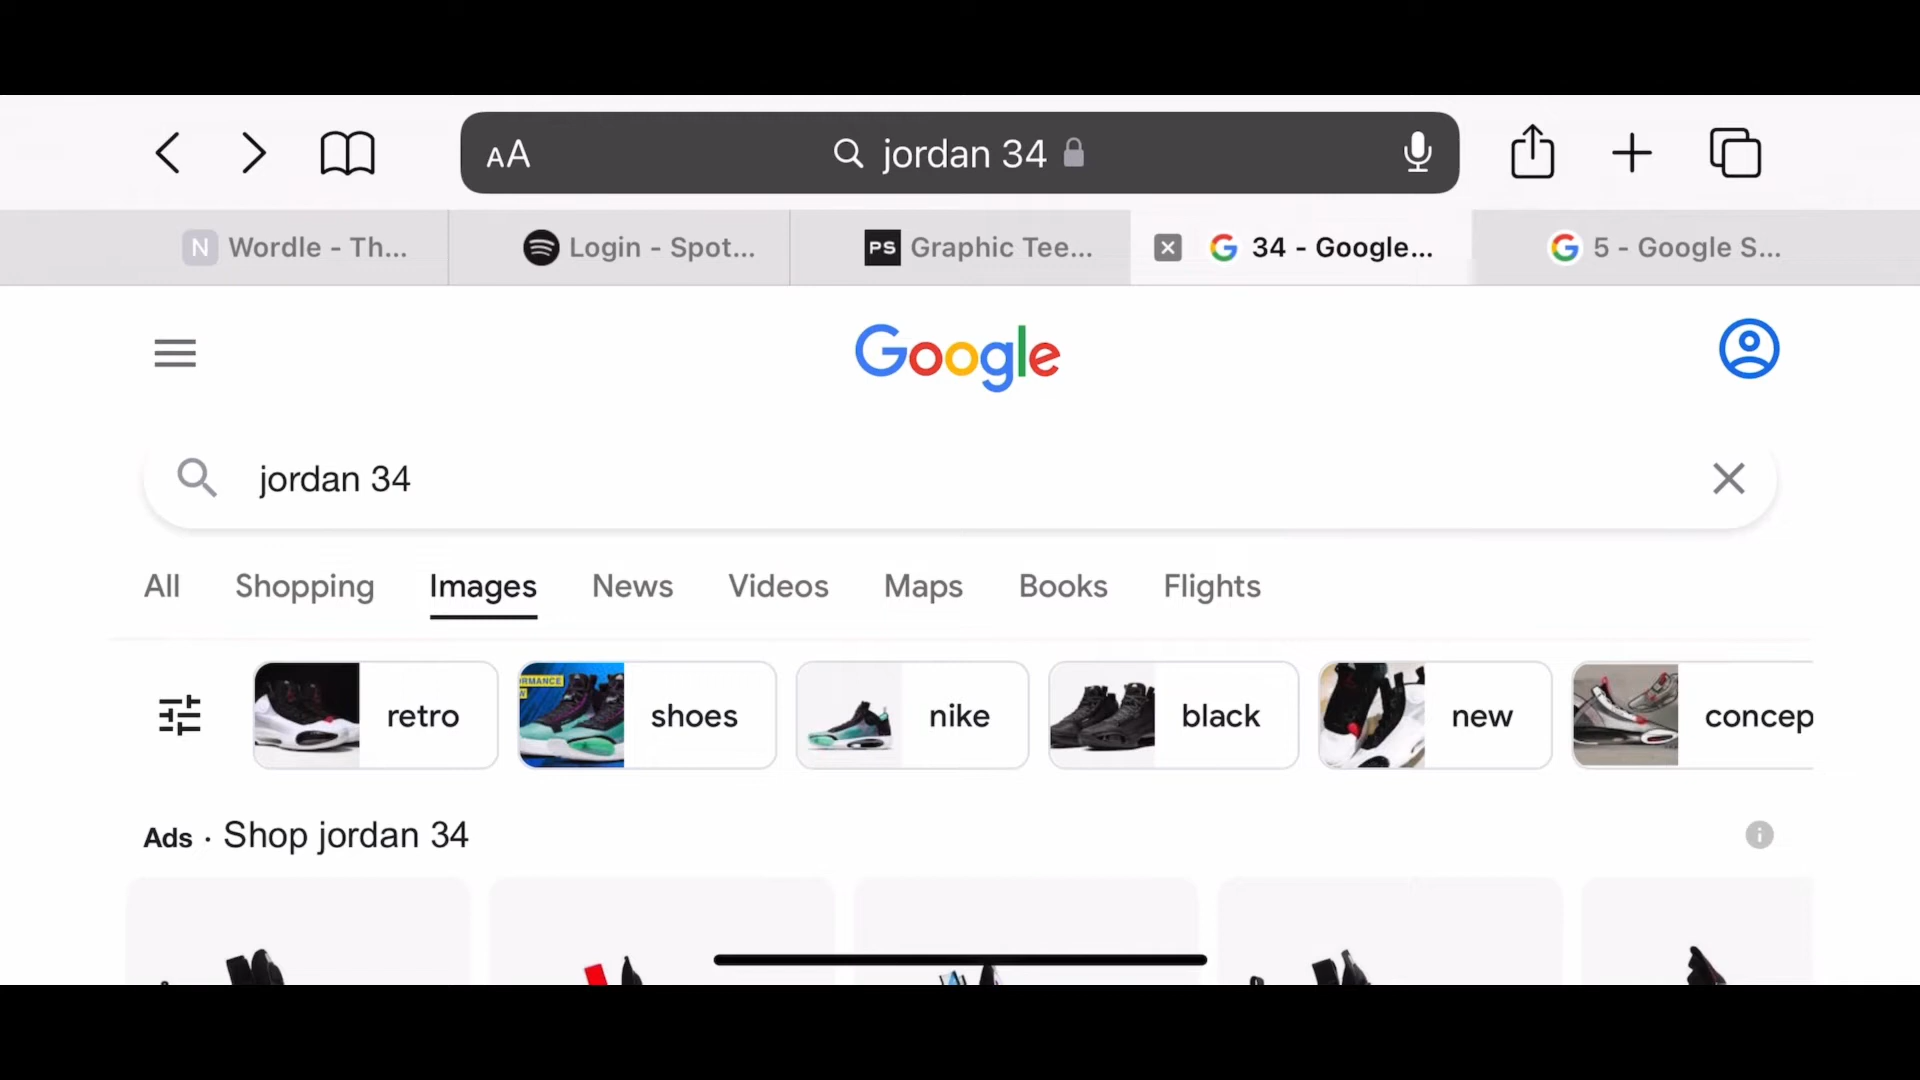 AA jordan 34
N Wordle - Th... Login - Spot... PS Graphic Tee... 34 - Google... 5 - Google S...
Google
jordan 34
All Shopping Images News Videos Maps Books Flights
retro shoes nike black new concep
Ads · Shop jordan 34